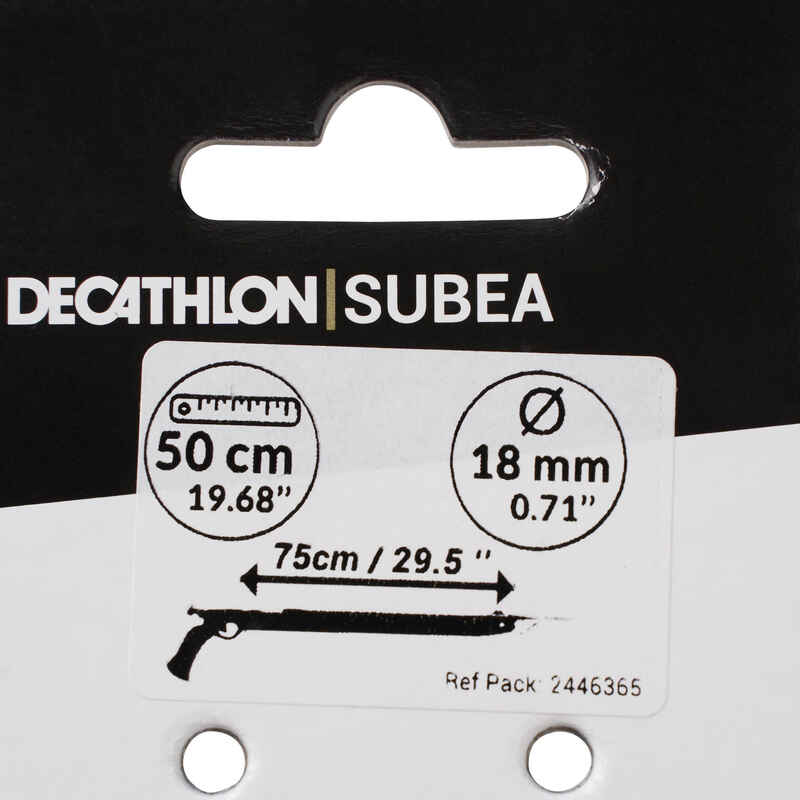 DECATHLON | SUBEA
50 cm
19.68’’
Ø
18 mm
0.71’’
75cm / 29.5 ’’
Ref Pack: 2446365